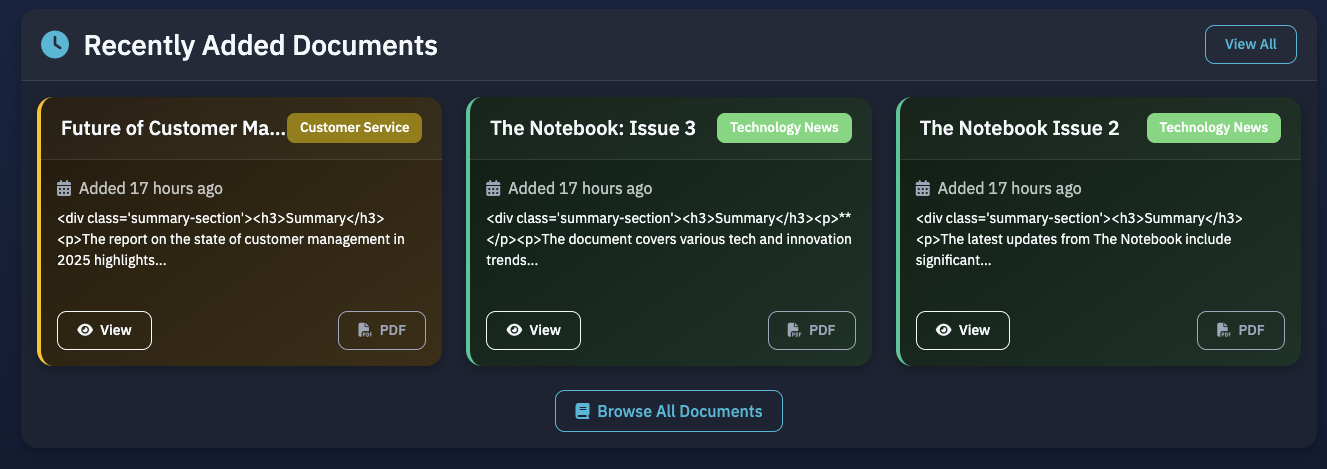 Recently Added Documents
View All
Future of Customer Ma...
Customer Service
Added 17 hours ago
<div class='summary-section'><h3>Summary</h3>
<p>The report on the state of customer management in
2025 highlights...
View
PDF
The Notebook: Issue 3
Technology News
Added 17 hours ago
<div class='summary-section'><h3>Summary</h3><p>**
</p><p>The document covers various tech and innovation
trends...
View
PDF
The Notebook Issue 2
Technology News
Added 17 hours ago
<div class='summary-section'><h3>Summary</h3>
<p>The latest updates from The Notebook include
significant...
View
PDF
Browse All Documents